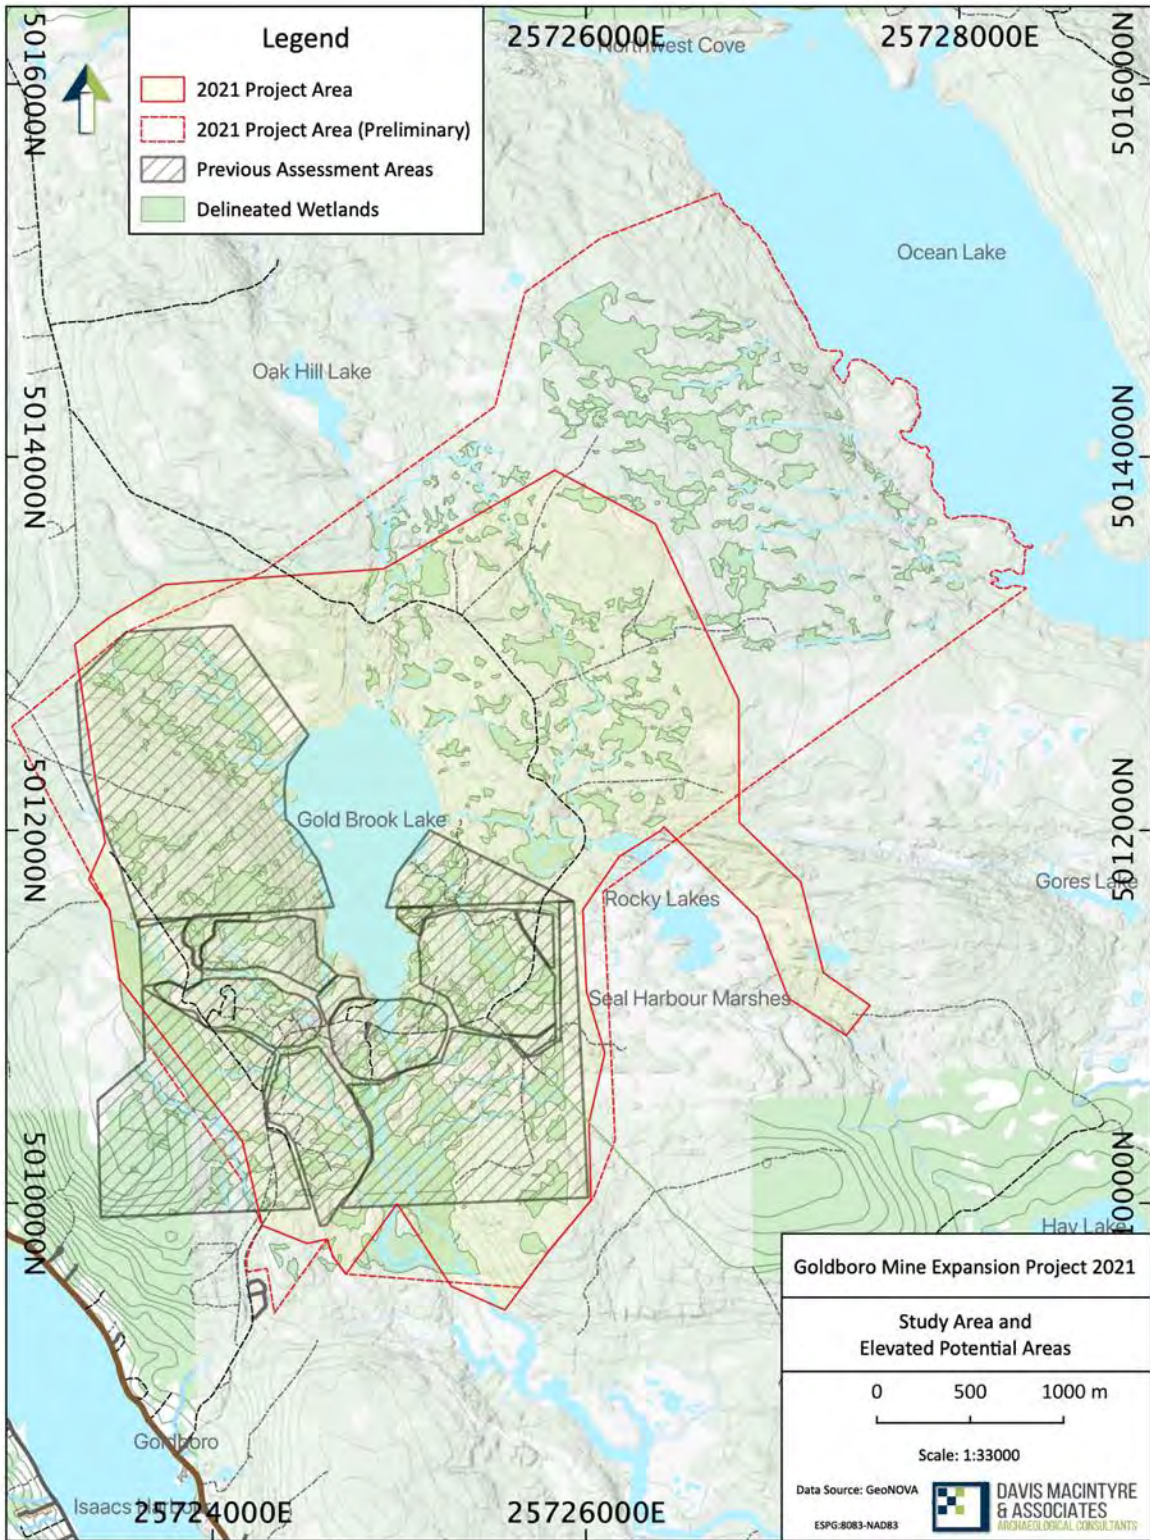 25726000E
25728000E
5016000N
5016000N
Legend
2021 Project Area
2021 Project Area (Preliminary)
Previous Assessment Areas
Delineated Wetlands
Northwest Cove
Ocean Lake
Oak Hill Lake
5014000N
5014000N
Gold Brook Lake
5012000N
5012000N
Gores Lake
Rocky Lakes
Seal Harbour Marshes
5010000N
Hay Lake
Goldboro
Isaacs
25724000E
25726000E
Goldboro Mine Expansion Project 2021
Study Area and
Elevated Potential Areas
0 500 1000 m
Scale: 1:33000
Data Source: GeoNOVA
ESPG:8083-NAD83
DAVIS MACINTYRE
& ASSOCIATES
ARCHAEOLOGICAL CONSULTANTS